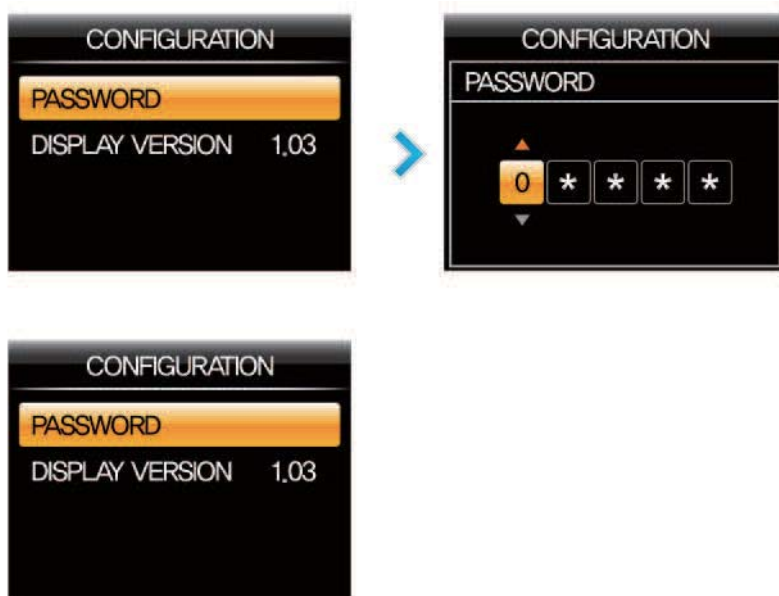 CONFIGURATION
PASSWORD
DISPLAY VERSION 1.03
CONFIGURATION
PASSWORD
0 * * * *
CONFIGURATION
PASSWORD
DISPLAY VERSION 1.03